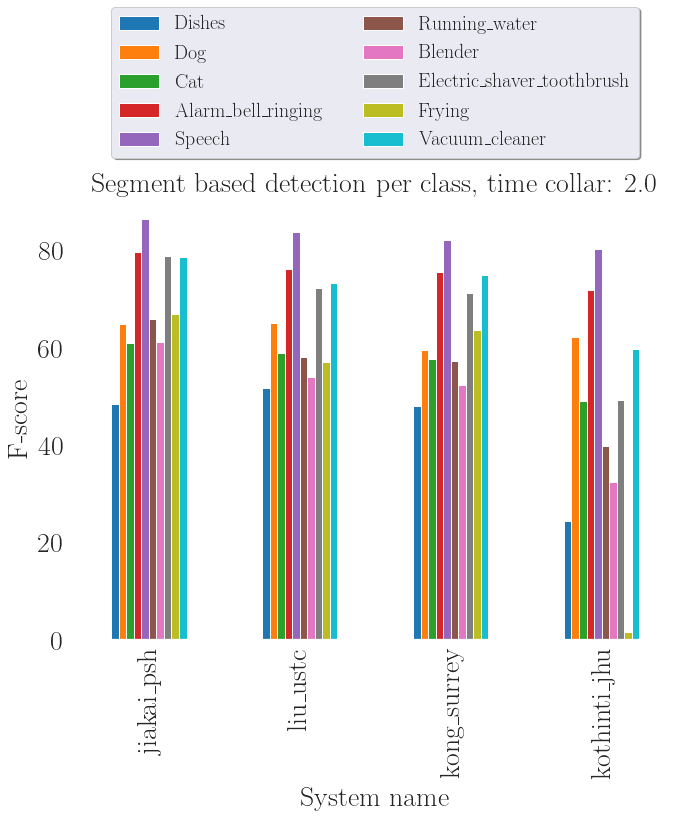 Dishes
Dog
Cat
Alarm_bell_ringing
Speech
Running_water
Blender
Electric_shaver_toothbrush
Frying
Vacuum_cleaner
Segment based detection per class, time collar: 2.0
80
60
40
20
0
F-score
jiakai_psh
liu_ustc
kong_surrey
kothinti_jhu
System name